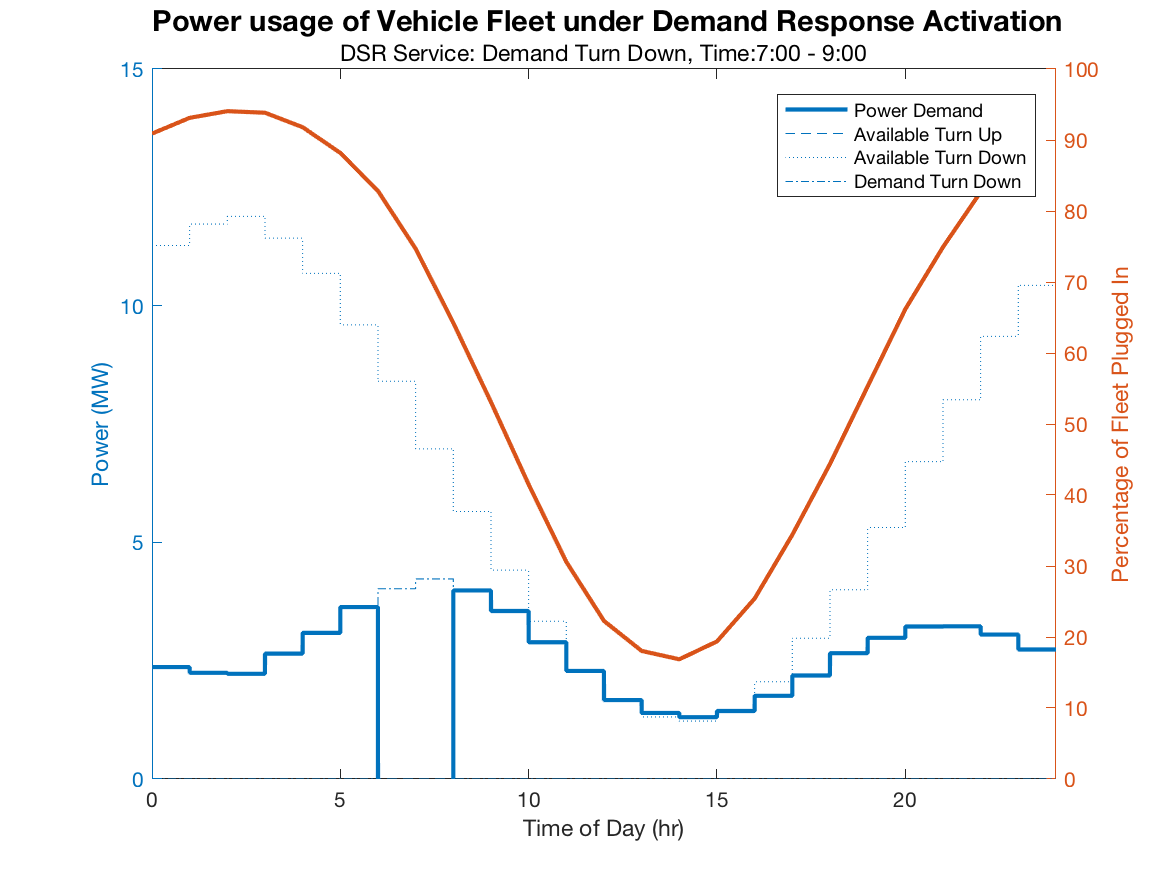 Power usage of Vehicle Fleet under Demand Response Activation
DSR Service: Demand Turn Down, Time:7:00 - 9:00
Power Demand
Available Turn Up
Available Turn Down
Demand Turn Down
15
10
5
0
Power (MW)
100
90
80
70
60
50
40
30
20
10
0
Percentage of Fleet Plugged In
0
5
10
15
20
Time of Day (hr)